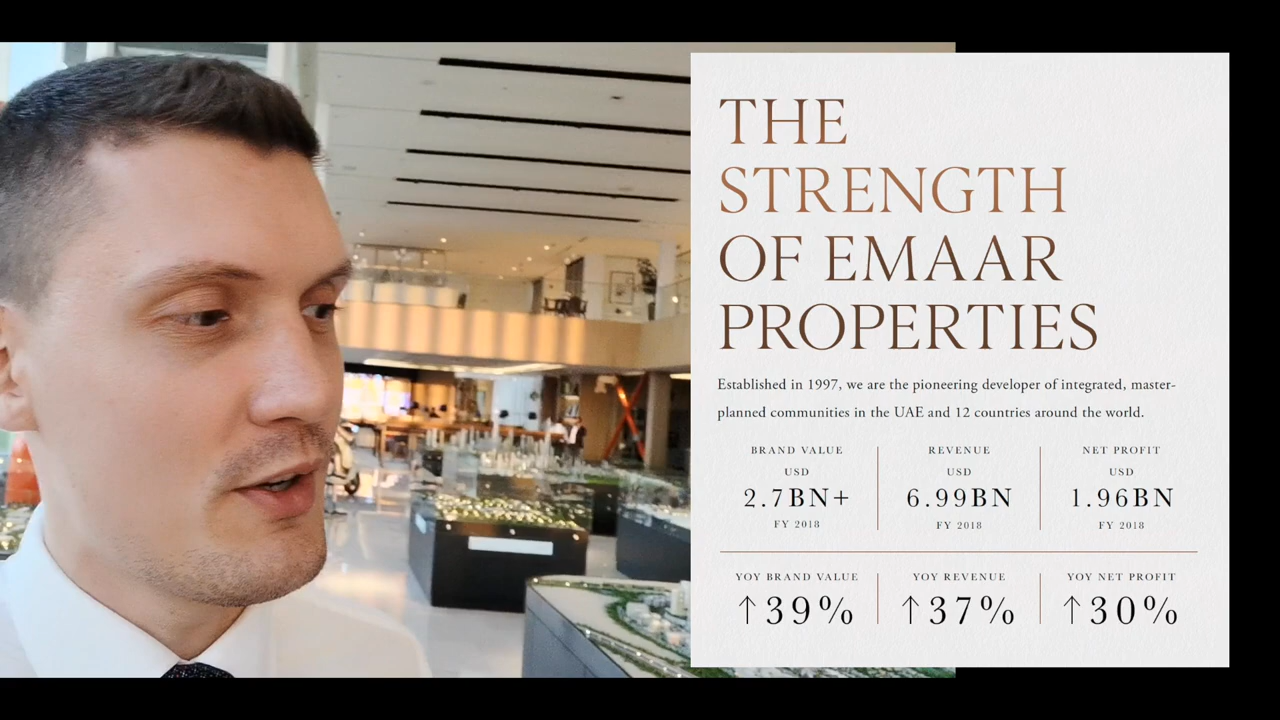 THE
STRENGTH
OF EMAAR
PROPERTIES
Established in 1997, we are the pioneering developer of integrated, master-
planned communities in the UAE and 12 countries around the world.
BRAND VALUE REVENUE NET PROFIT
USD USD USD
2.7BN+ 6.99BN 1.96BN
FY 2018 FY 2018 FY 2018
YOY BRAND VALUE YOY REVENUE YOY NET PROFIT
↑39% ↑37% ↑30%